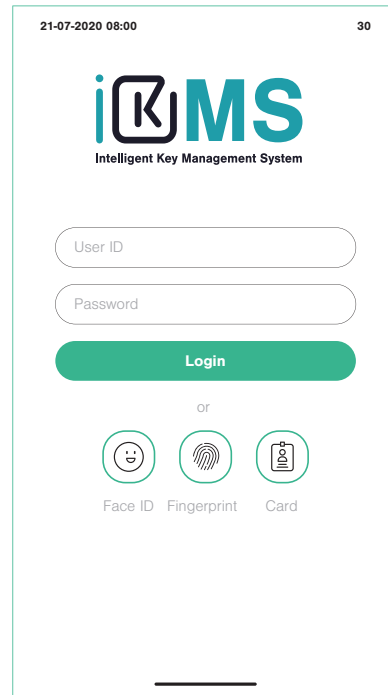 21-07-2020 08:00 30
iKMS
Intelligent Key Management System
User ID
Password
Login
or
Face ID Fingerprint Card